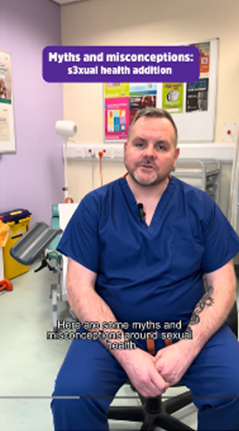 Myths and misconceptions:
s3xual health addition
Here are some myths and
misconceptions around sexual
health